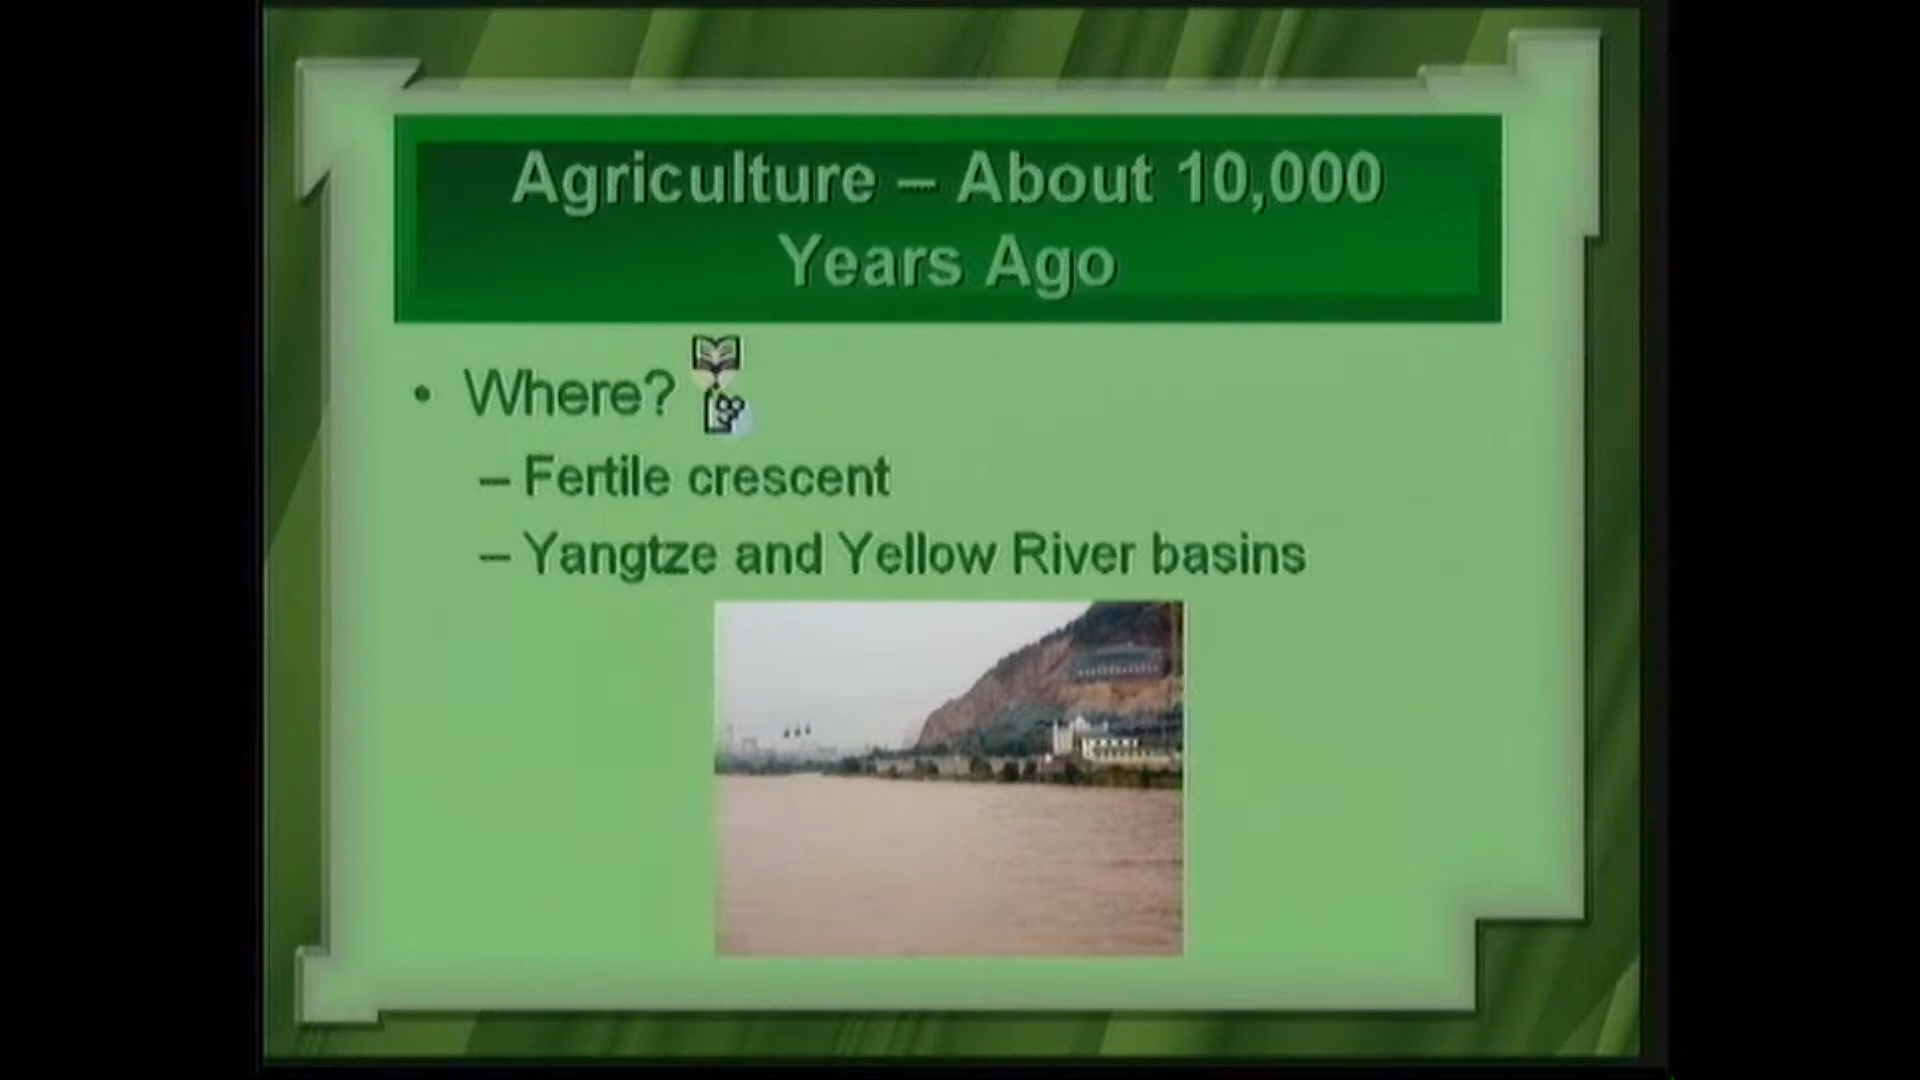 Agriculture – About 10,000
Years Ago
• Where?
– Fertile crescent
– Yangtze and Yellow River basins